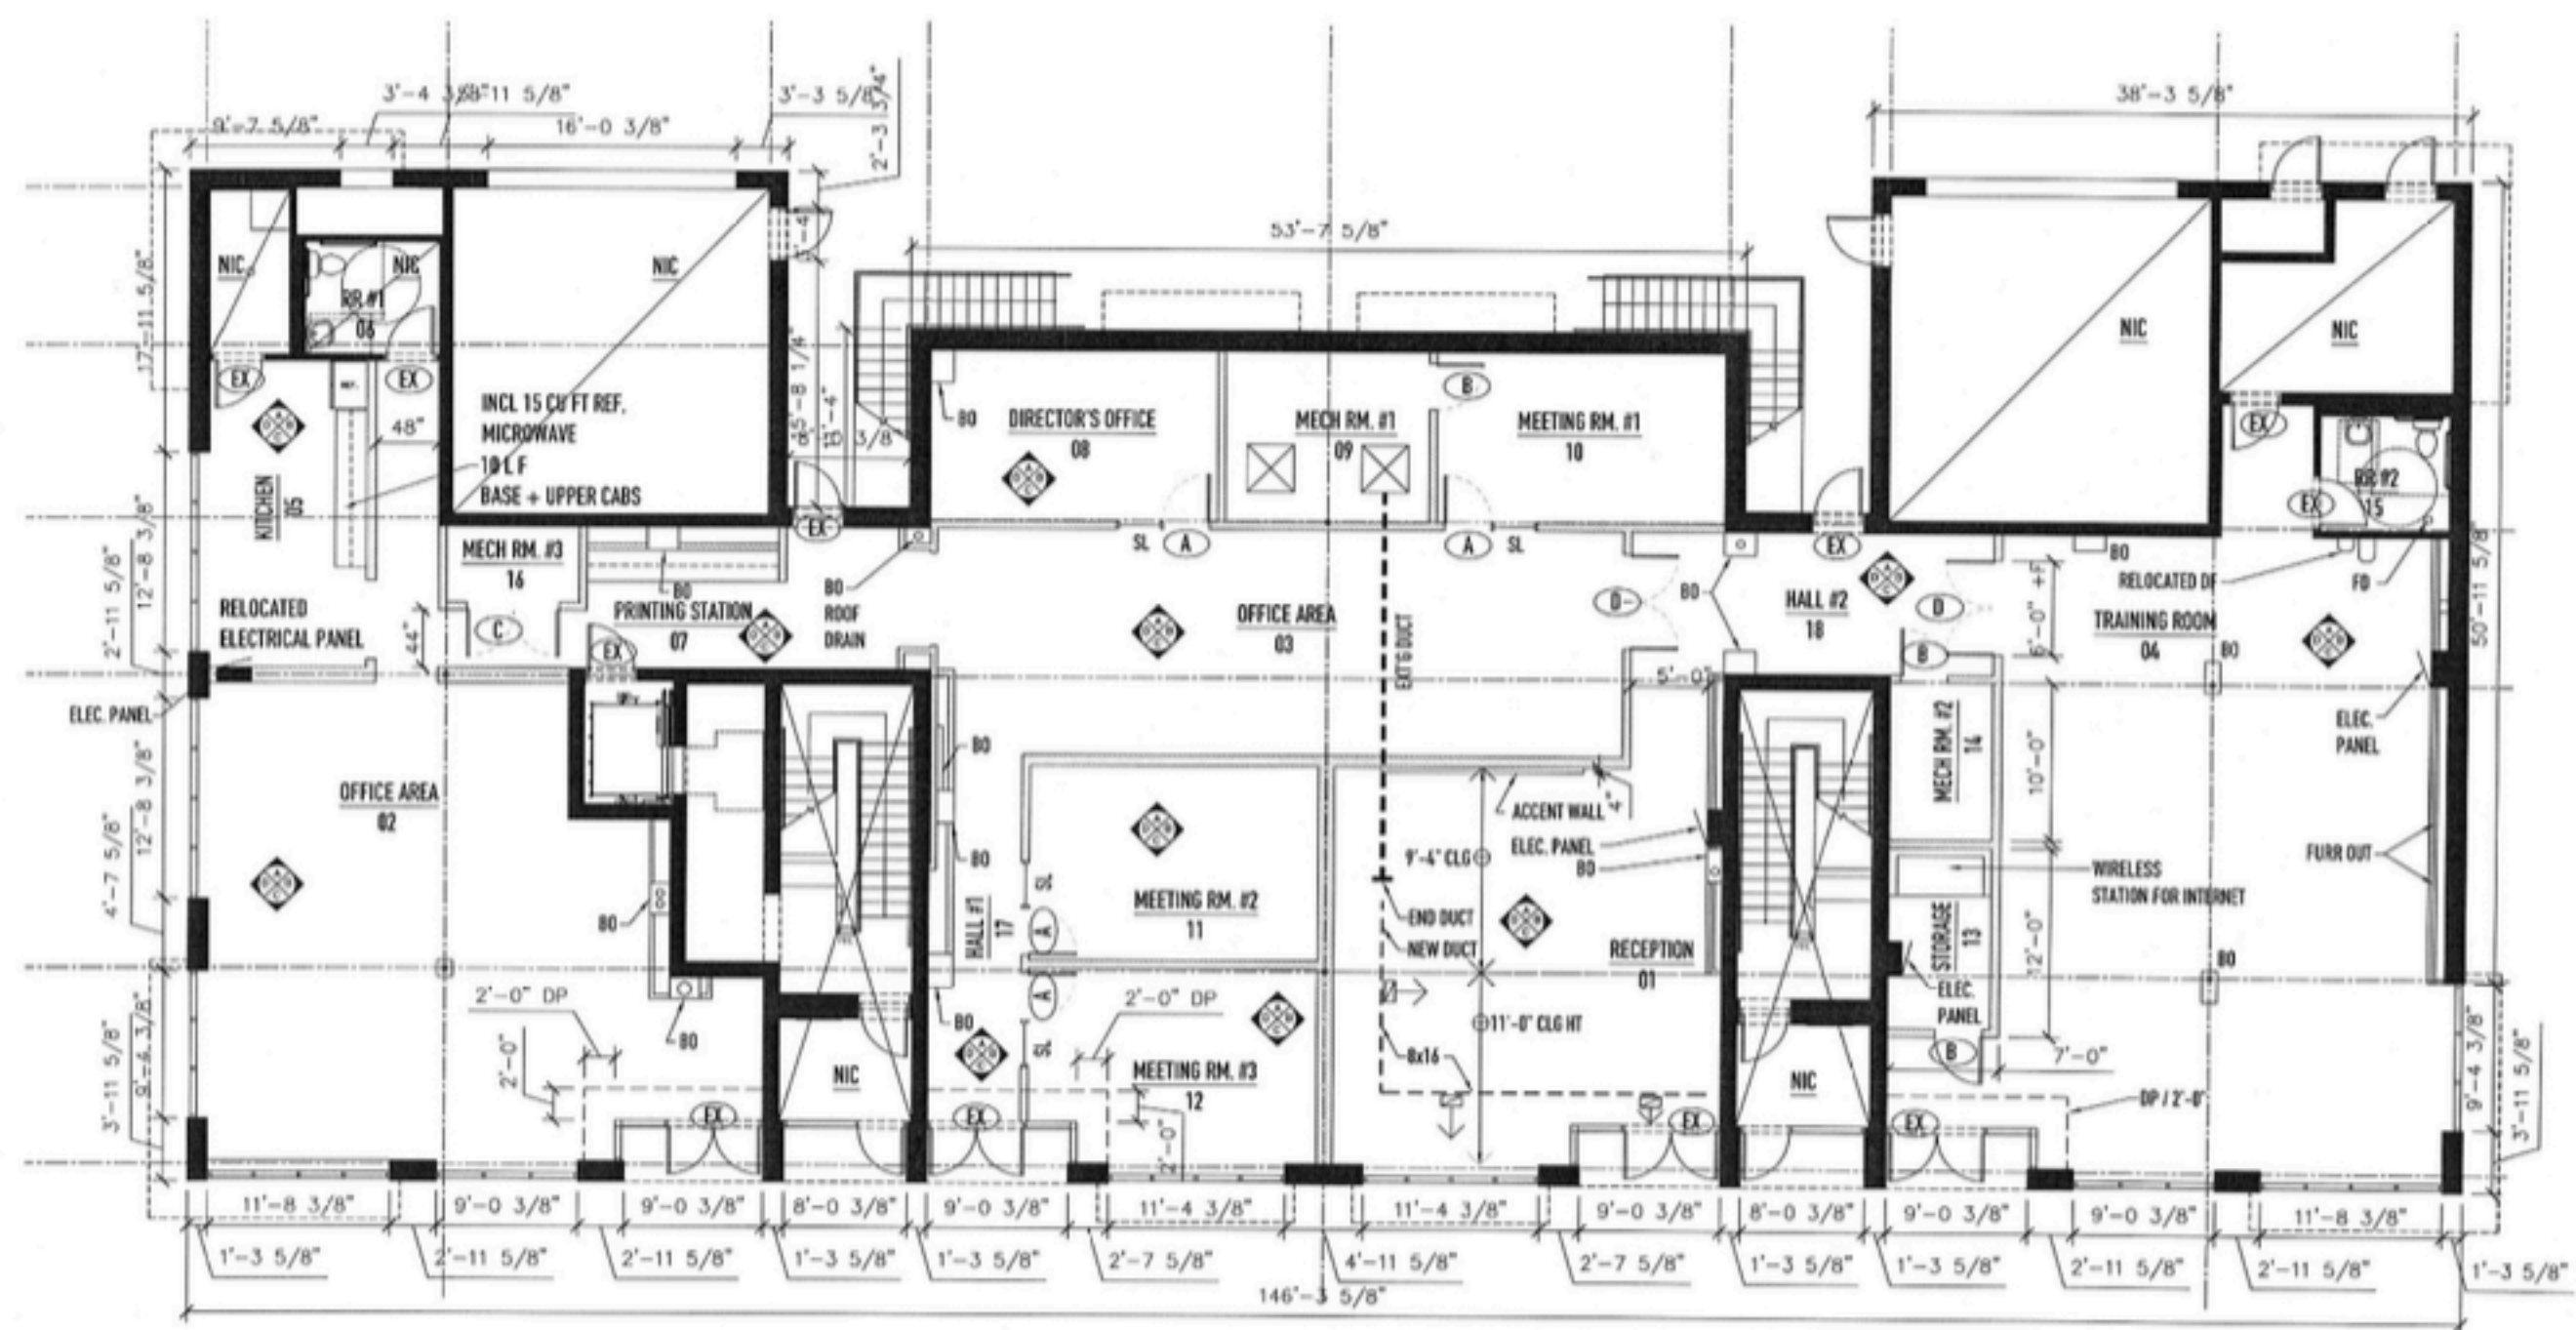 3'-4 3/8"
11 5/8"
3'-3 5/8"
2'-3 3/4"
38'-3 5/8"
9'-7 5/8"
16'-0 3/8"
53'-7 5/8"
17'-11 5/8"
NIC
NIC
NIC
RR #1
06
NIC
NIC
EX
EX
REF.
48"
INCL 15 CU FT REF,
MICROWAVE
10 L F
BASE + UPPER CABS
BO
DIRECTOR'S OFFICE
08
MECH RM. #1
09
B
MEETING RM. #1
10
EX
EX
RR #2
15
KITCHEN
05
12'-8 3/8"
2'-11 5/8"
MECH RM. #3
16
EX
SL
A
A
SL
EX
BO
BO
RELOCATED DF
FD
50'-11 5/8"
RELOCATED
ELECTRICAL PANEL
44"
C
PRINTING STATION
07
EX
BO
ROOF
DRAIN
OFFICE AREA
03
EXT'G DUCT
D
BO
HALL #2
18
D
B
6'-0" +F
TRAINING ROOM
04
BO
5'-0"
ELEC. PANEL
ELEC.
PANEL
12'-8 3/8"
4'-7 5/8"
OFFICE AREA
02
BO
BO
BO
ACCENT WALL
4"
9'-4" CLG
ELEC. PANEL
BO
MECH RM. #2
14
10'-0"
FURR OUT
WIRELESS
STATION FOR INTERNET
SL
A
MEETING RM. #2
11
HALL #1
17
END DUCT
NEW DUCT
RECEPTION
01
STORAGE
13
12'-0"
BO
ELEC.
PANEL
A
SL
2'-0" DP
2'-0"
BO
BO
2'-0" DP
11'-0" CLG HT
8x16
B
7'-0"
DP / 2'-0"
9'-4 3/8"
3'-11 5/8"
9'-4 3/8"
3'-11 5/8"
NIC
MEETING RM. #3
12
2'-0"
NIC
EX
EX
EX
EX
11'-8 3/8"
9'-0 3/8"
9'-0 3/8"
8'-0 3/8"
9'-0 3/8"
11'-4 3/8"
11'-4 3/8"
9'-0 3/8"
8'-0 3/8"
9'-0 3/8"
9'-0 3/8"
11'-8 3/8"
1'-3 5/8"
2'-11 5/8"
2'-11 5/8"
1'-3 5/8"
1'-3 5/8"
2'-7 5/8"
4'-11 5/8"
2'-7 5/8"
1'-3 5/8"
1'-3 5/8"
2'-11 5/8"
2'-11 5/8"
1'-3 5/8"
146'-3 5/8"